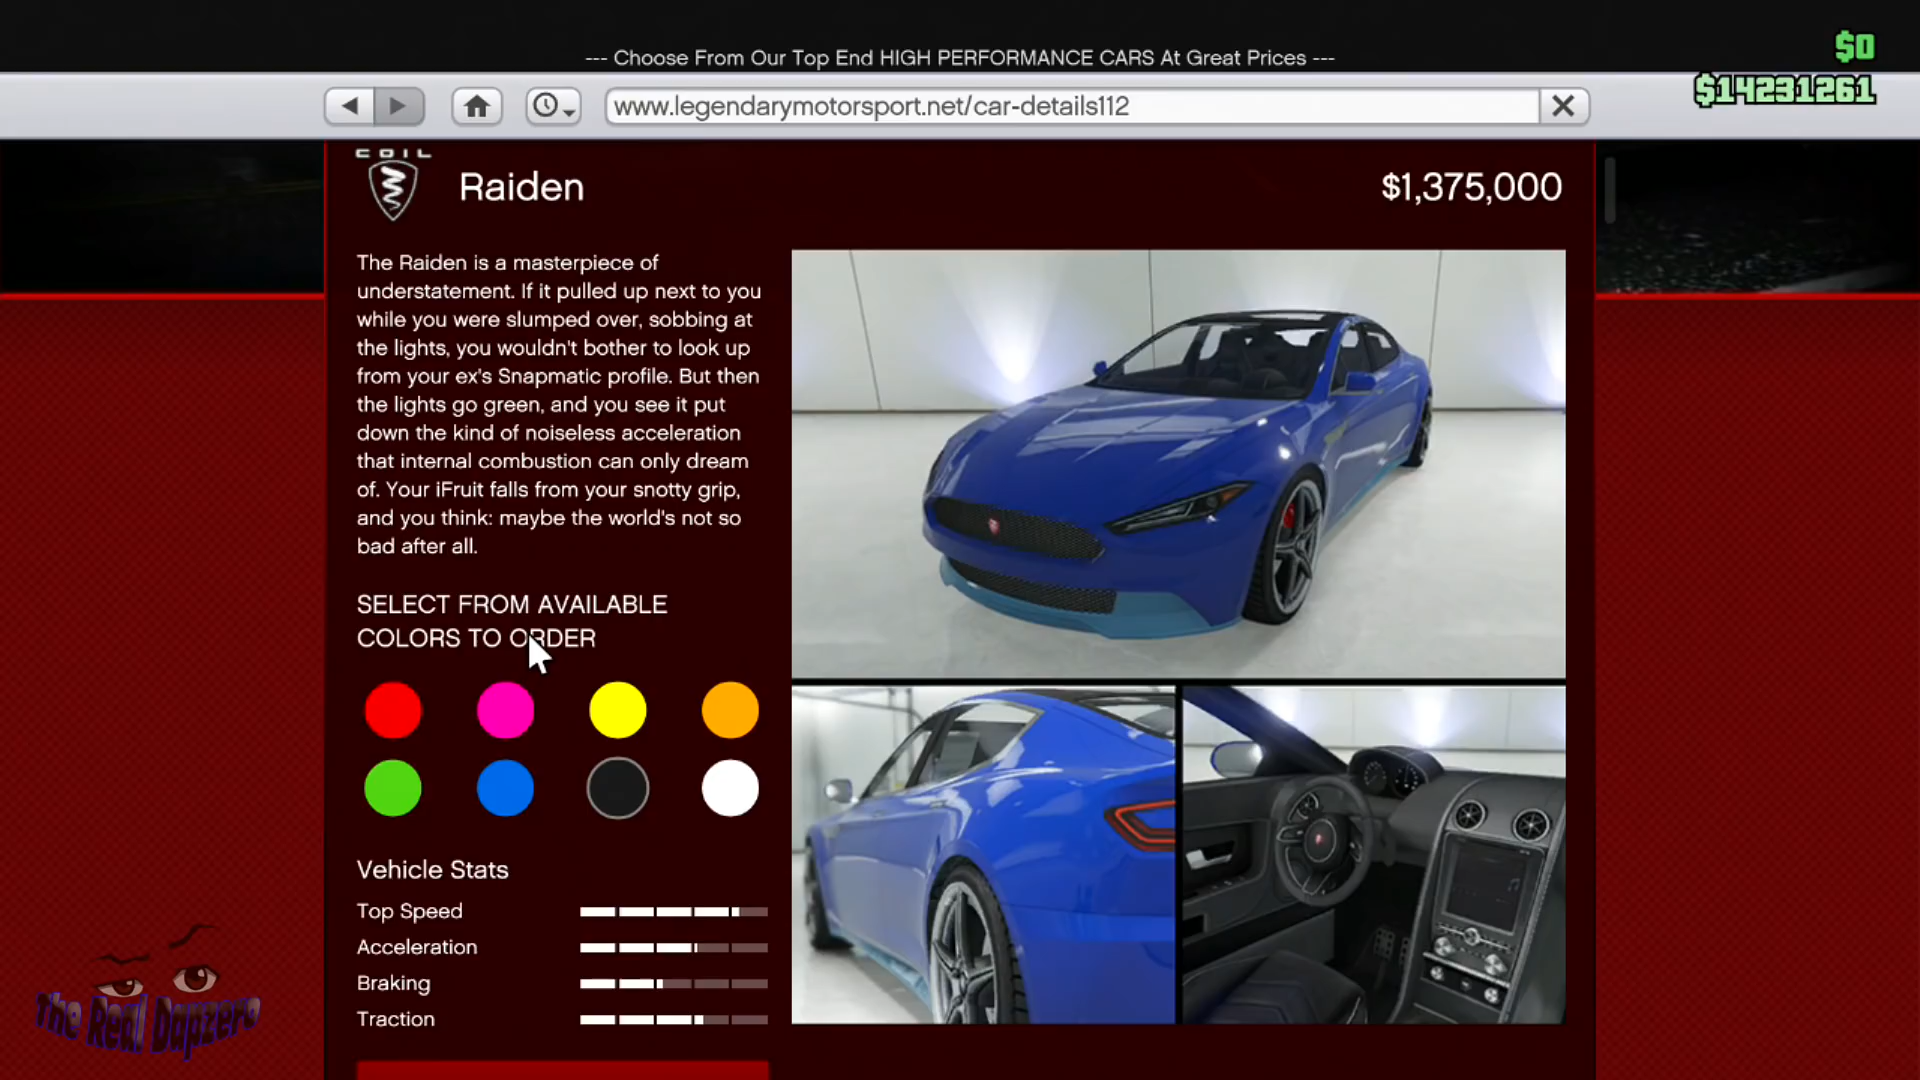 --- Choose From Our Top End HIGH PERFORMANCE CARS At Great Prices ---
$0
$14231261
www.legendarymotorsport.net/car-details112
COIL
Raiden
$1,375,000
The Raiden is a masterpiece of
understatement. If it pulled up next to you
while you were slumped over, sobbing at
the lights, you wouldn't bother to look up
from your ex's Snapmatic profile. But then
the lights go green, and you see it put
down the kind of noiseless acceleration
that internal combustion can only dream
of. Your iFruit falls from your snotty grip,
and you think: maybe the world's not so
bad after all.
SELECT FROM AVAILABLE
COLORS TO ORDER
Vehicle Stats
Top Speed
Acceleration
Braking
Traction
The Real Dapzero